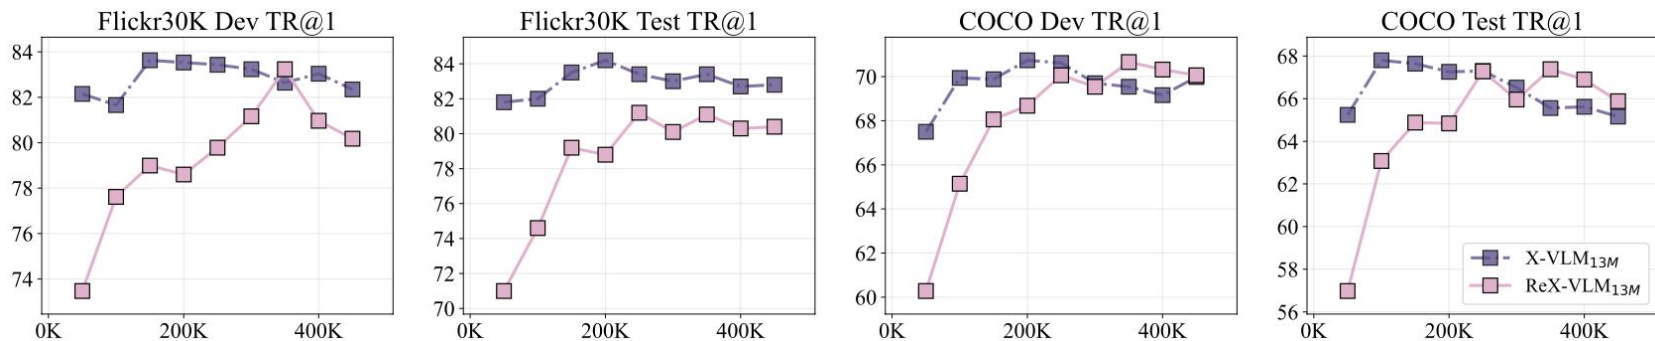 Flickr30K Dev TR@1
84
82
80
78
76
74
0K 200K 400K
Flickr30K Test TR@1
84
82
80
78
76
74
72
70
0K 200K 400K
COCO Dev TR@1
70
68
66
64
62
60
0K 200K 400K
COCO Test TR@1
68
66
64
62
60
58
56
X-VLM13M
ReX-VLM13M
0K 200K 400K